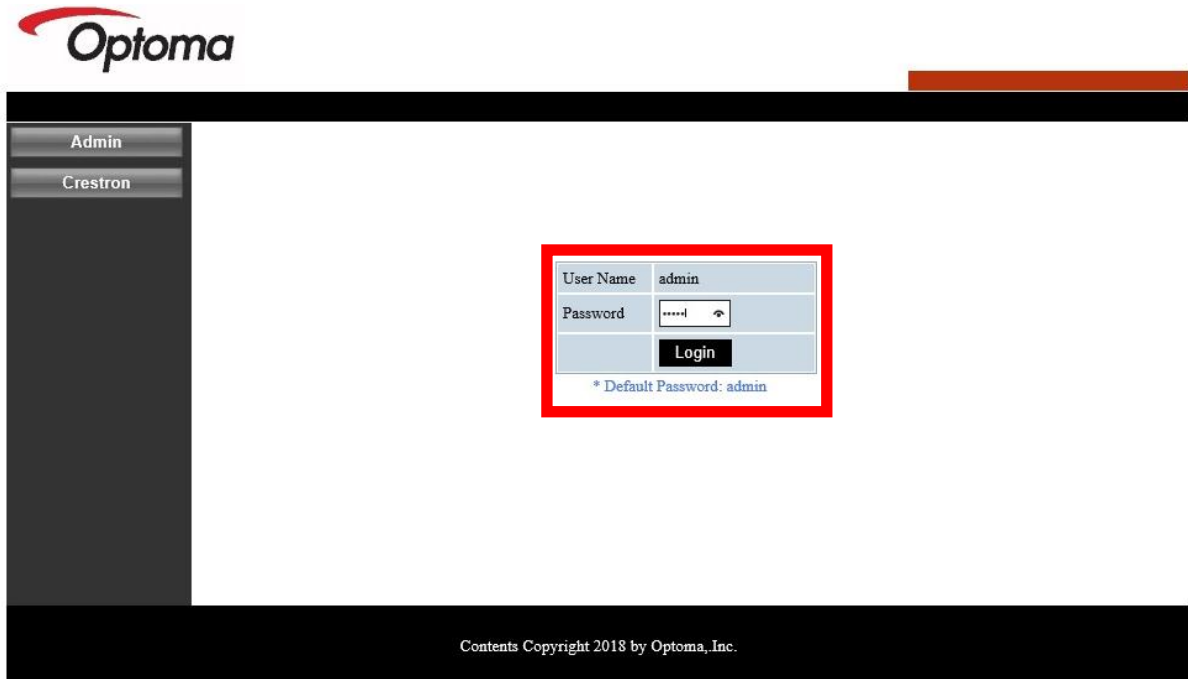 Optoma
Admin
Crestron
User Name admin
Password •••••
Login
* Default Password: admin
Contents Copyright 2018 by Optoma,.Inc.